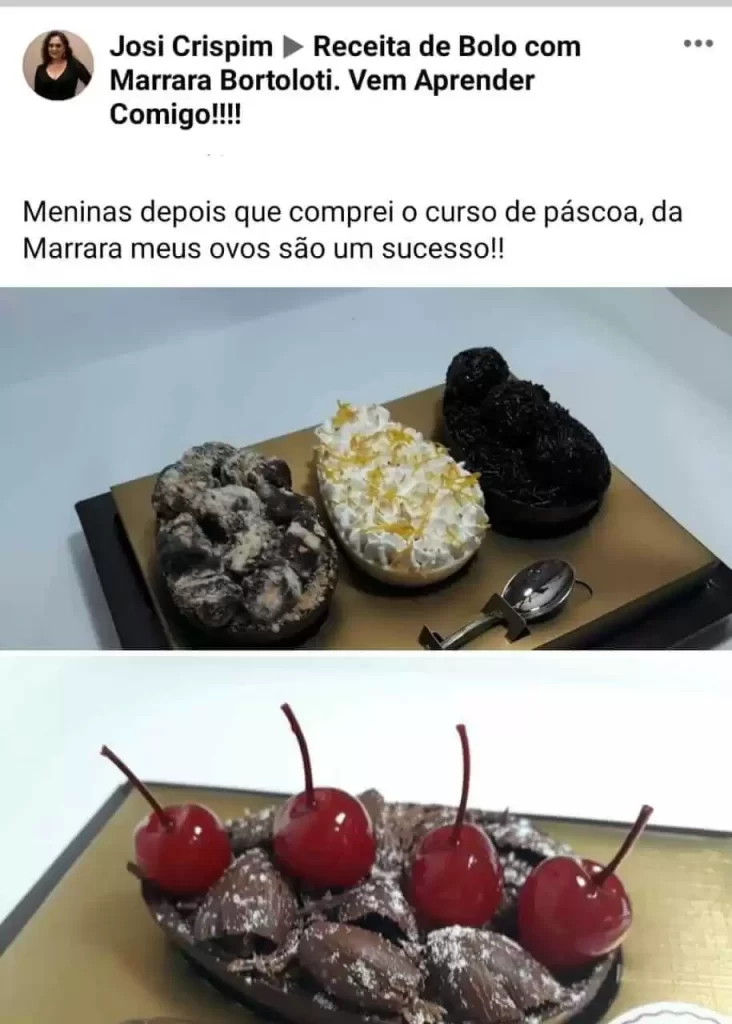 Josi Crispim ▶ Receita de Bolo com
Marrara Bortoloti. Vem Aprender
Comigo!!!!
Meninas depois que comprei o curso de páscoa, da
Marrara meus ovos são um sucesso!!